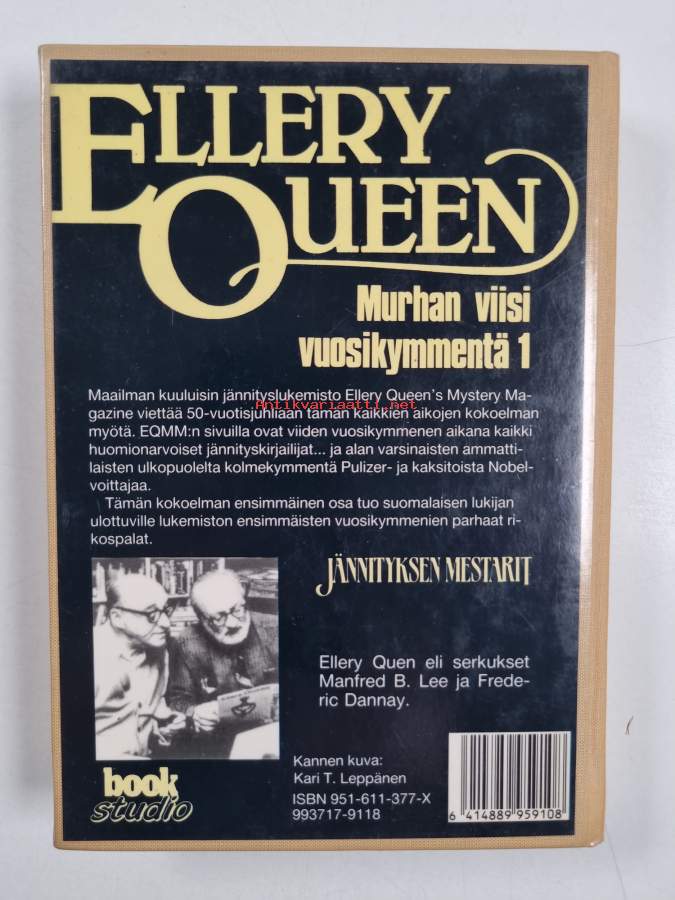 ELLERY
QUEEN
Murhan viisi
vuosikymmentä 1
Maailman kuuluisin jännityslukemisto Ellery Queen's Mystery Ma-
gazine viettää 50-vuotisjuhliaan tämän kaikkien aikojen kokoelman
Antikvariaatti.net
myötä. EQMM:n sivuilla ovat viiden vuosikymmenen aikana kaikki
huomionarvoiset jännityskirjailijat... ja alan varsinaisten ammatti-
laisten ulkopuolelta kolmekymmentä Pulizer- ja kaksitoista Nobel-
voittajaa.
Tämän kokoelman ensimmäinen osa tuo suomalaisen lukijan
ulottuville lukemiston ensimmäisten vuosikymmenien parhaat ri-
kospalat.
JÄNNITYKSEN MESTARIT
Ellery Quen eli serkukset
Manfred B. Lee ja Frede-
ric Dannay.
Kannen kuva:
Kari T. Leppänen
ISBN 951-611-377-X
993717-9118
book
studio
6 414889 959108